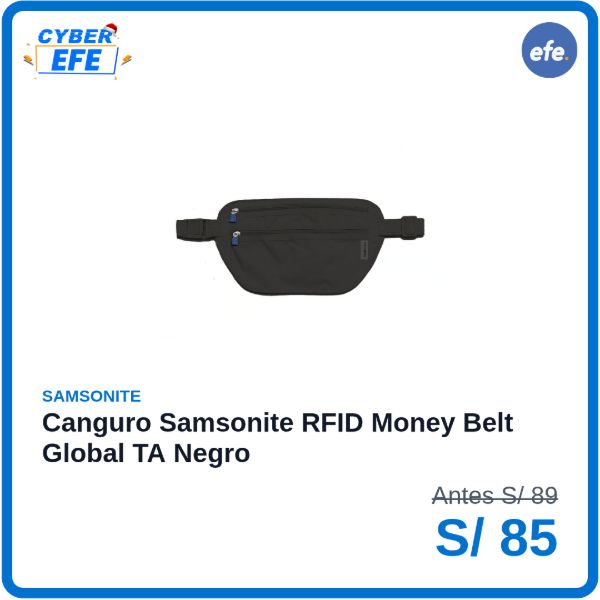 CYBER
EFE
efe.
SAMSONITE
Canguro Samsonite RFID Money Belt
Global TA Negro
Antes S/ 89
S/ 85